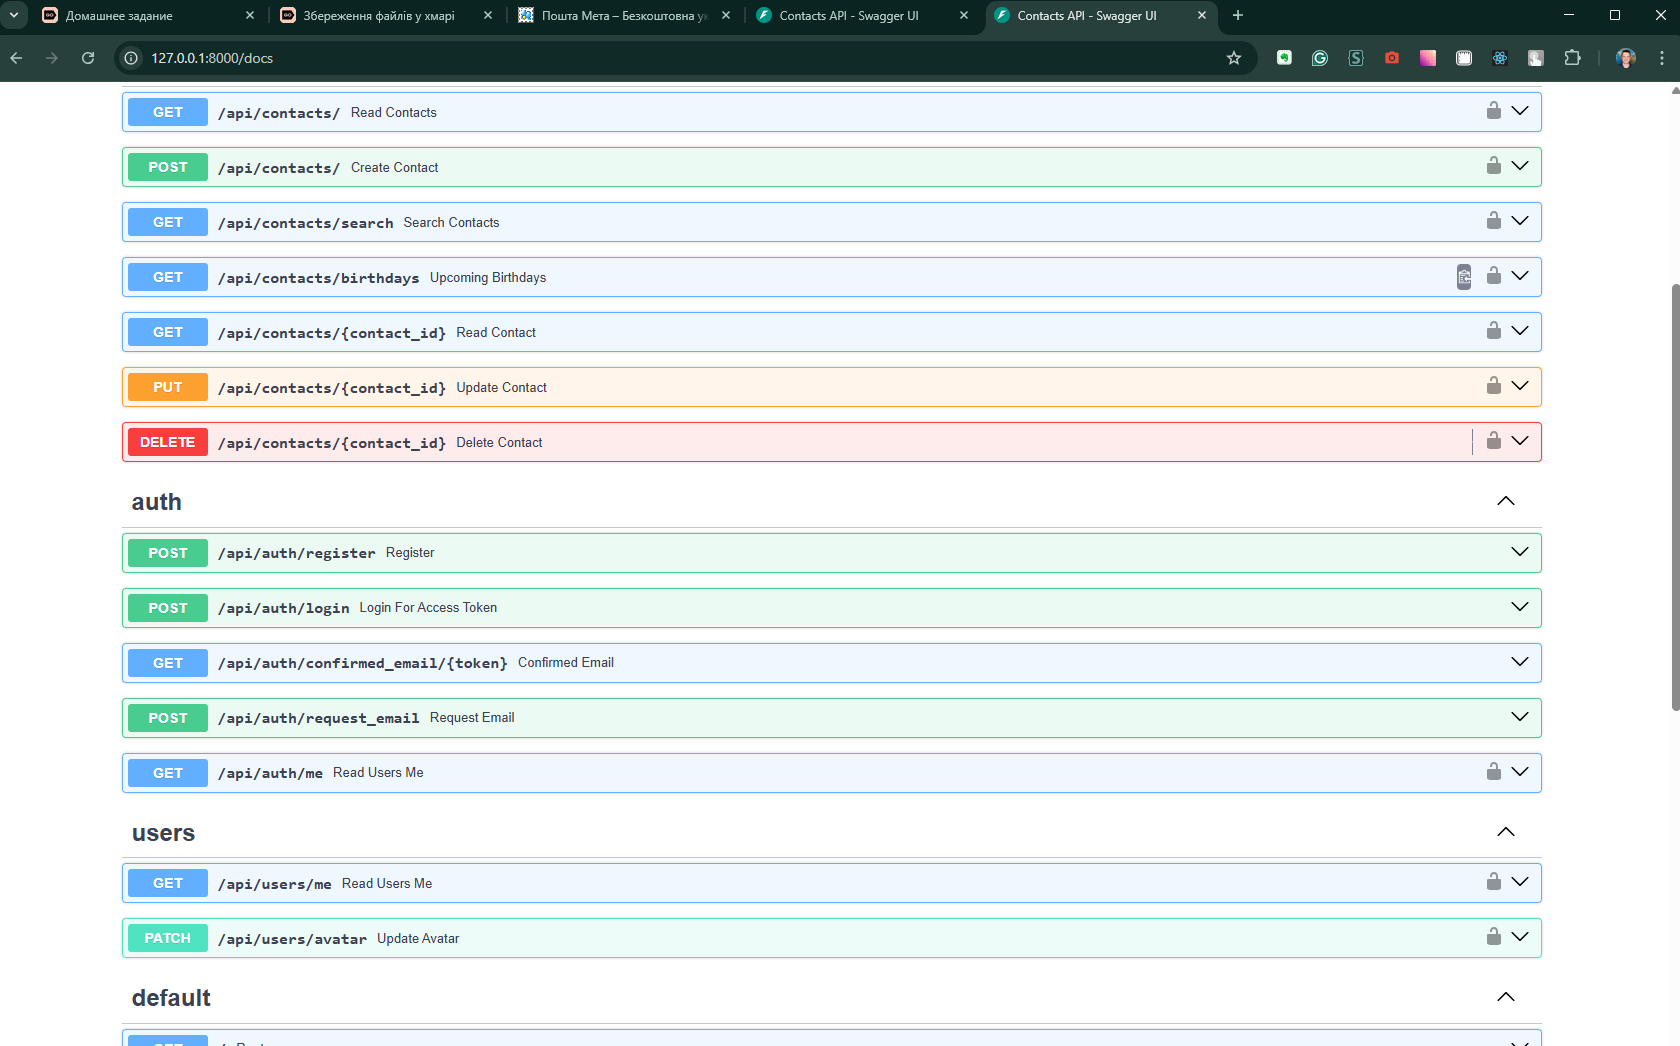 Домашнее задание
Збереження файлів у хмарі
Пошта Мета – Безкоштовна ук
Contacts API - Swagger UI
Contacts API - Swagger UI
127.0.0.1:8000/docs
GET /api/contacts/ Read Contacts
POST /api/contacts/ Create Contact
GET /api/contacts/search Search Contacts
GET /api/contacts/birthdays Upcoming Birthdays
GET /api/contacts/{contact_id} Read Contact
PUT /api/contacts/{contact_id} Update Contact
DELETE /api/contacts/{contact_id} Delete Contact
auth
POST /api/auth/register Register
POST /api/auth/login Login For Access Token
GET /api/auth/confirmed_email/{token} Confirmed Email
POST /api/auth/request_email Request Email
GET /api/auth/me Read Users Me
users
GET /api/users/me Read Users Me
PATCH /api/users/avatar Update Avatar
default